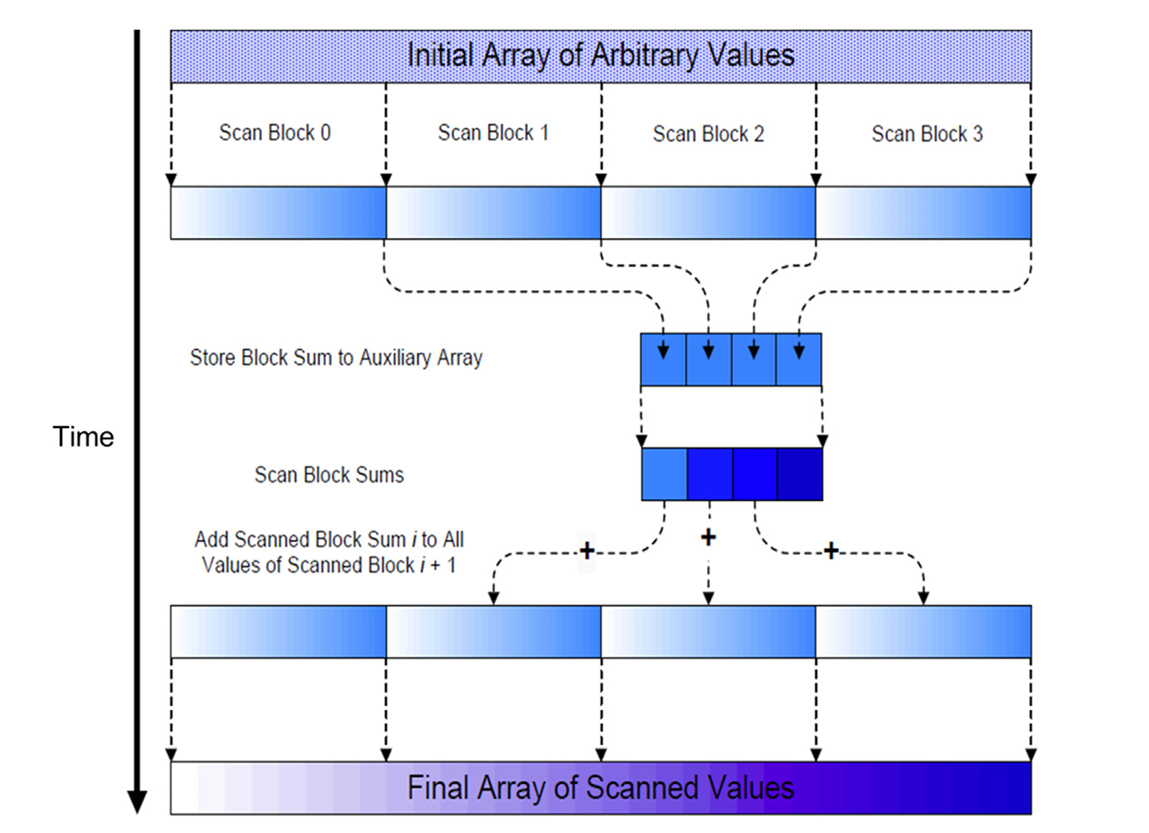 Initial Array of Arbitrary Values
Scan Block 0
Scan Block 1
Scan Block 2
Scan Block 3
Store Block Sum to Auxiliary Array
Time
Scan Block Sums
Add Scanned Block Sum i to All
Values of Scanned Block i + 1
+
+
+
Final Array of Scanned Values